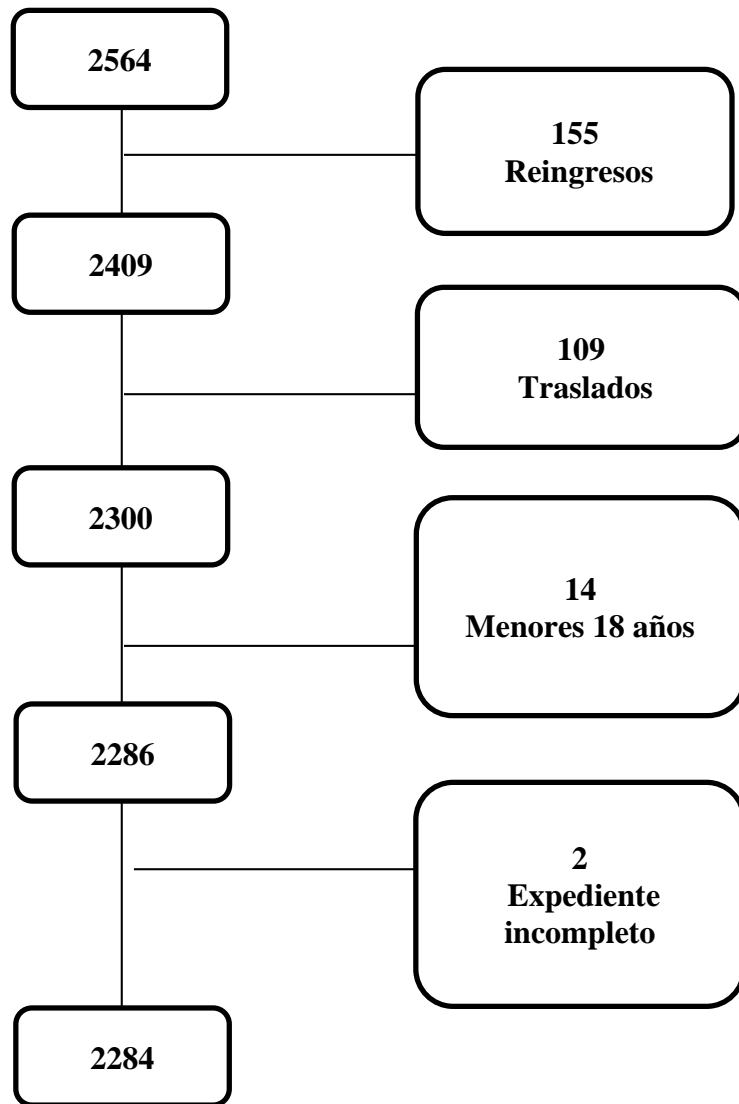 2564
155
Reingresos
2409
109
Traslados
2300
14
Menores 18 años
2286
2
Expediente
incompleto
2284